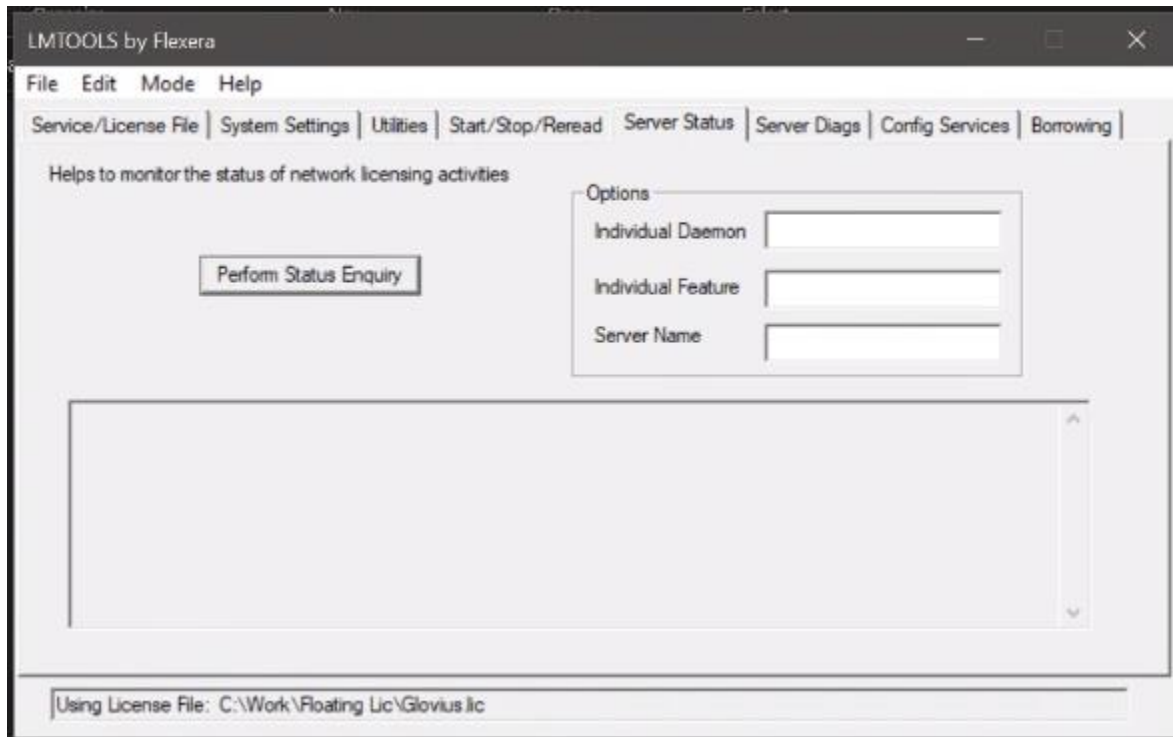 LMTOOLS by Flexera
File Edit Mode Help
Service/License File System Settings Utilities Start/Stop/Reread Server Status Server Diags Config Services Borrowing
Helps to monitor the status of network licensing activities
Options
Individual Daemon
Perform Status Enquiry
Individual Feature
Server Name
Using License File: C:\Work\Floating Lic\Glovius.lic